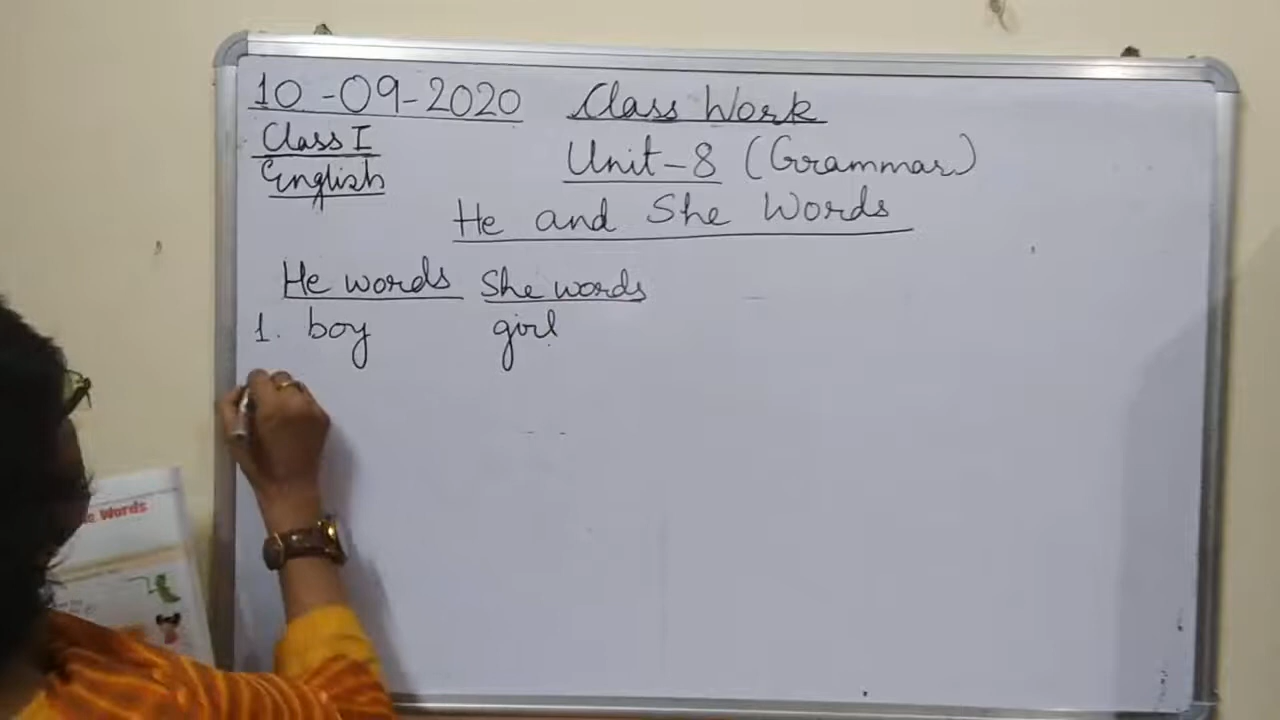 10-09-2020 Class Work
Class I
Unit-8 (Grammar)
English
He and She Words
He words She words
1. boy girl
Words